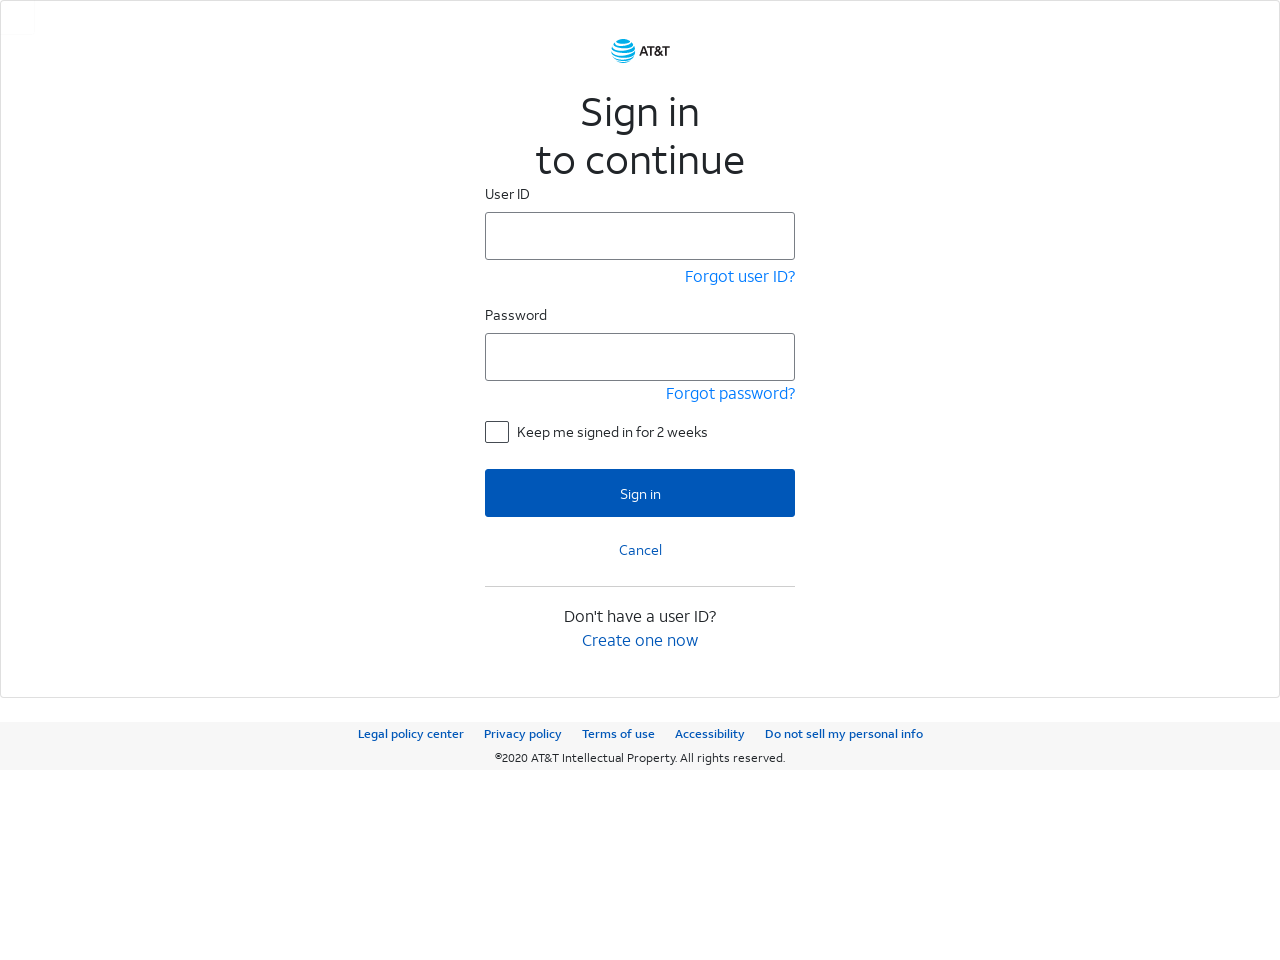 AT&T
Sign in
to continue
User ID
Forgot user ID?
Password
Forgot password?
Keep me signed in for 2 weeks
Sign in
Cancel
Don't have a user ID?
Create one now
Legal policy center Privacy policy Terms of use Accessibility Do not sell my personal info
©2020 AT&T Intellectual Property. All rights reserved.